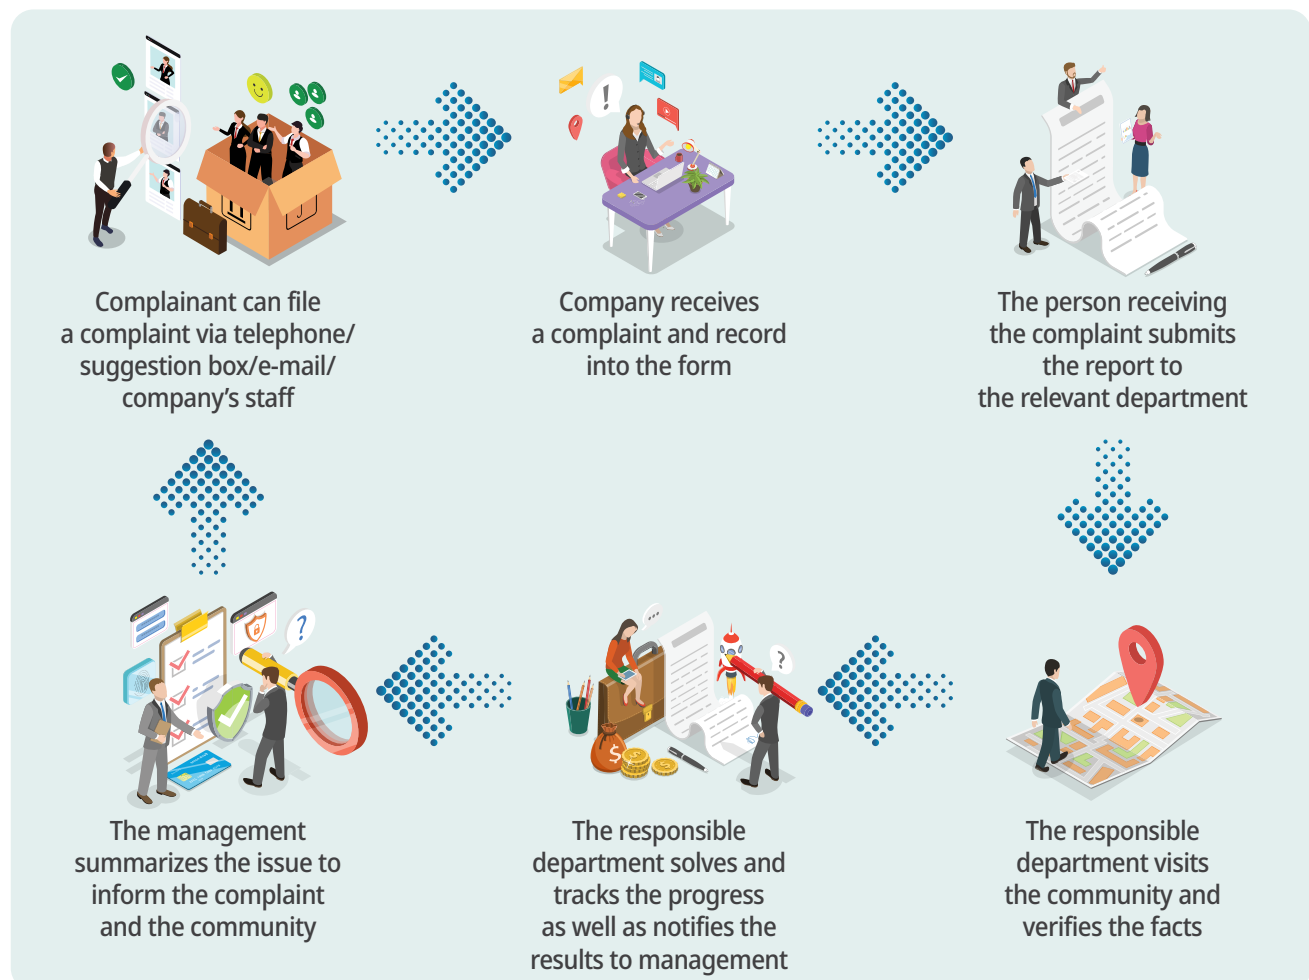 Complainant can file
a complaint via telephone/
suggestion box/e-mail/
company's staff
Company receives
a complaint and record
into the form
The person receiving
the complaint submits
the report to
the relevant department
The responsible
department visits
the community and
verifies the facts
The responsible
department solves and
tracks the progress
as well as notifies the
results to management
The management
summarizes the issue to
inform the complaint
and the community